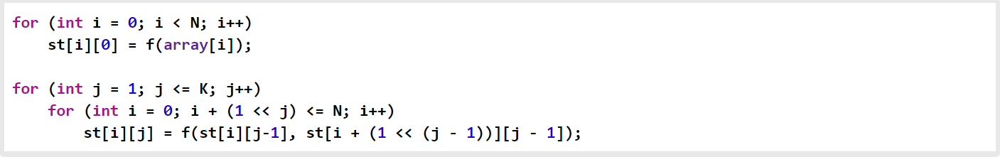 for (int i = 0; i < N; i++)
    st[i][0] = f(array[i]);

for (int j = 1; j <= K; j++)
    for (int i = 0; i + (1 << j) <= N; i++)
        st[i][j] = f(st[i][j-1], st[i + (1 << (j - 1))][j - 1]);